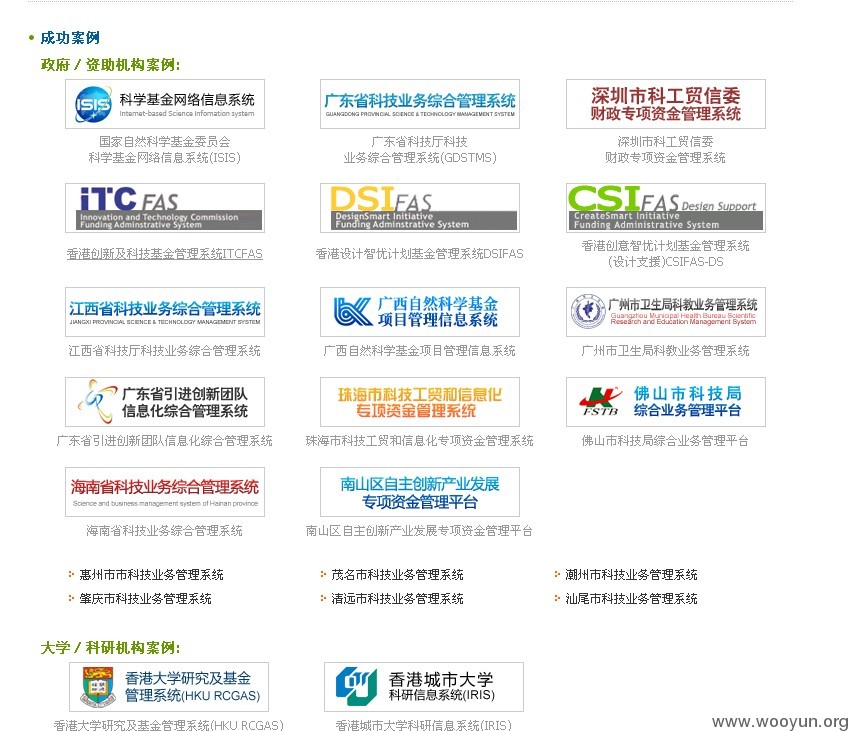 成功案例
政府 / 资助机构案例:
ISIS 科学基金网络信息系统
Internet-based Science Information system
国家自然科学基金委员会
科学基金网络信息系统(ISIS)
广东省科技业务综合管理系统
GUANGDONG PROVINCIAL SCIENCE & TECHNOLOGY MANAGEMENT SYSTEM
广东省科技厅科技
业务综合管理系统(GDSTMS)
深圳市科工贸信委
财政专项资金管理系统
深圳市科工贸信委
财政专项资金管理系统
iTC FAS
Innovation and Technology Commission
Funding Adminstrative System
香港创新及科技基金管理系统ITCFAS
DSI FAS
DesignSmart Initiative
Funding Adminstrative System
香港设计智优计划基金管理系统DSIFAS
CSI FAS Design Support
CreateSmart Initiative
Funding Adminstrative System
香港创意智优计划基金管理系统
(设计支援)CSIFAS-DS
江西省科技业务综合管理系统
JIANGXI PROVINCIAL SCIENCE & TECHNOLOGY MANAGEMENT SYSTEM
江西省科技厅科技业务综合管理系统
广西自然科学基金
项目管理信息系统
广西自然科学基金项目管理信息系统
广州市卫生局科教业务管理系统
Guangzhou Municipal Health Bureau Scientific
Research and Education Management System
广州市卫生局科教业务管理系统
广东省引进创新团队
信息化综合管理系统
广东省引进创新团队信息化综合管理系统
珠海市科技工贸和信息化
专项资金管理系统
珠海市科技工贸和信息化专项资金管理系统
FSTB
佛山市科技局
综合业务管理平台
佛山市科技局综合业务管理平台
海南省科技业务综合管理系统
Science and business management system of Hainan province
海南省科技业务综合管理系统
南山区自主创新产业发展
专项资金管理平台
南山区自主创新产业发展专项资金管理平台
惠州市市科技业务管理系统
茂名市科技业务管理系统
潮州市科技业务管理系统
肇庆市科技业务管理系统
清远市科技业务管理系统
汕尾市科技业务管理系统
大学 / 科研机构案例:
香港大学研究及基金
管理系统(HKU RCGAS)
香港大学研究及基金管理系统(HKU RCGAS)
香港城市大学
科研信息系统(IRIS)
香港城市大学科研信息系统(IRIS)
www.wooyun.org